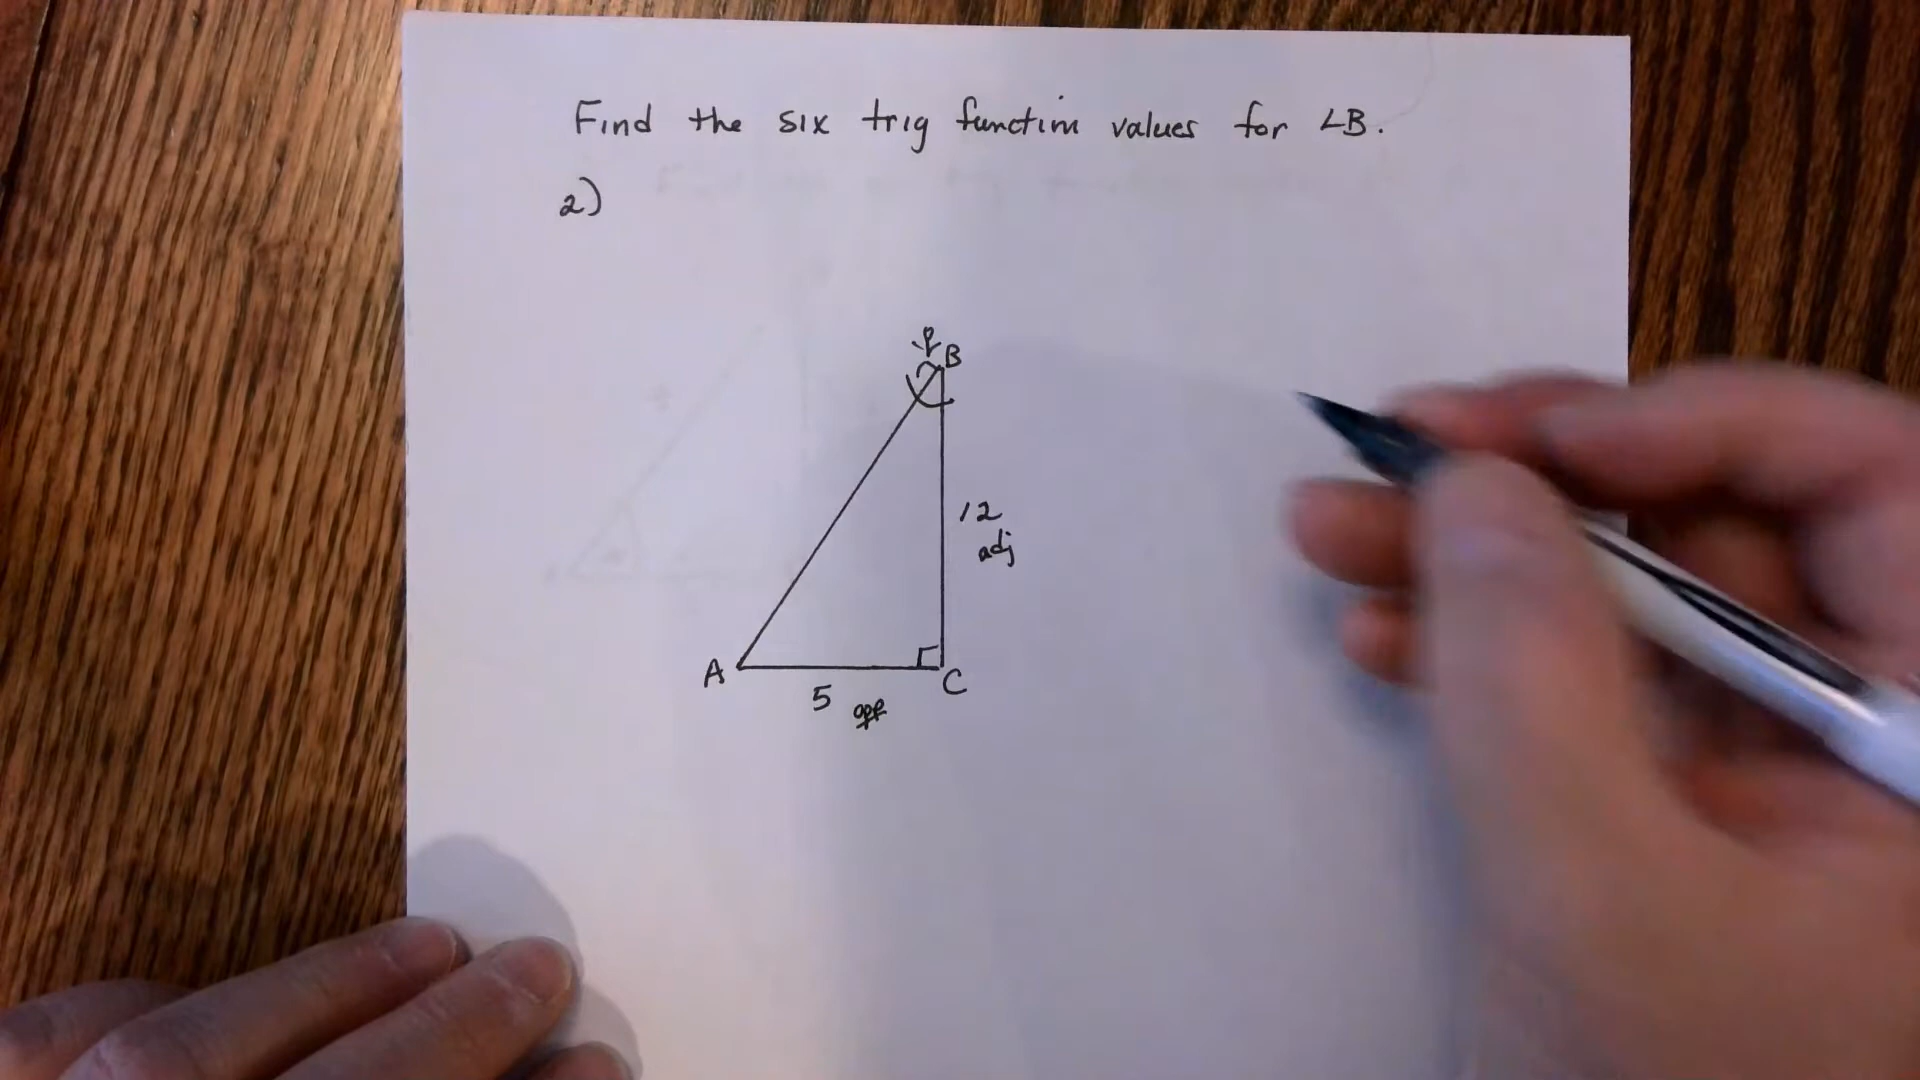 Find the six trig function values for ∠B.
2)
B
12
adj
A
C
5 opp